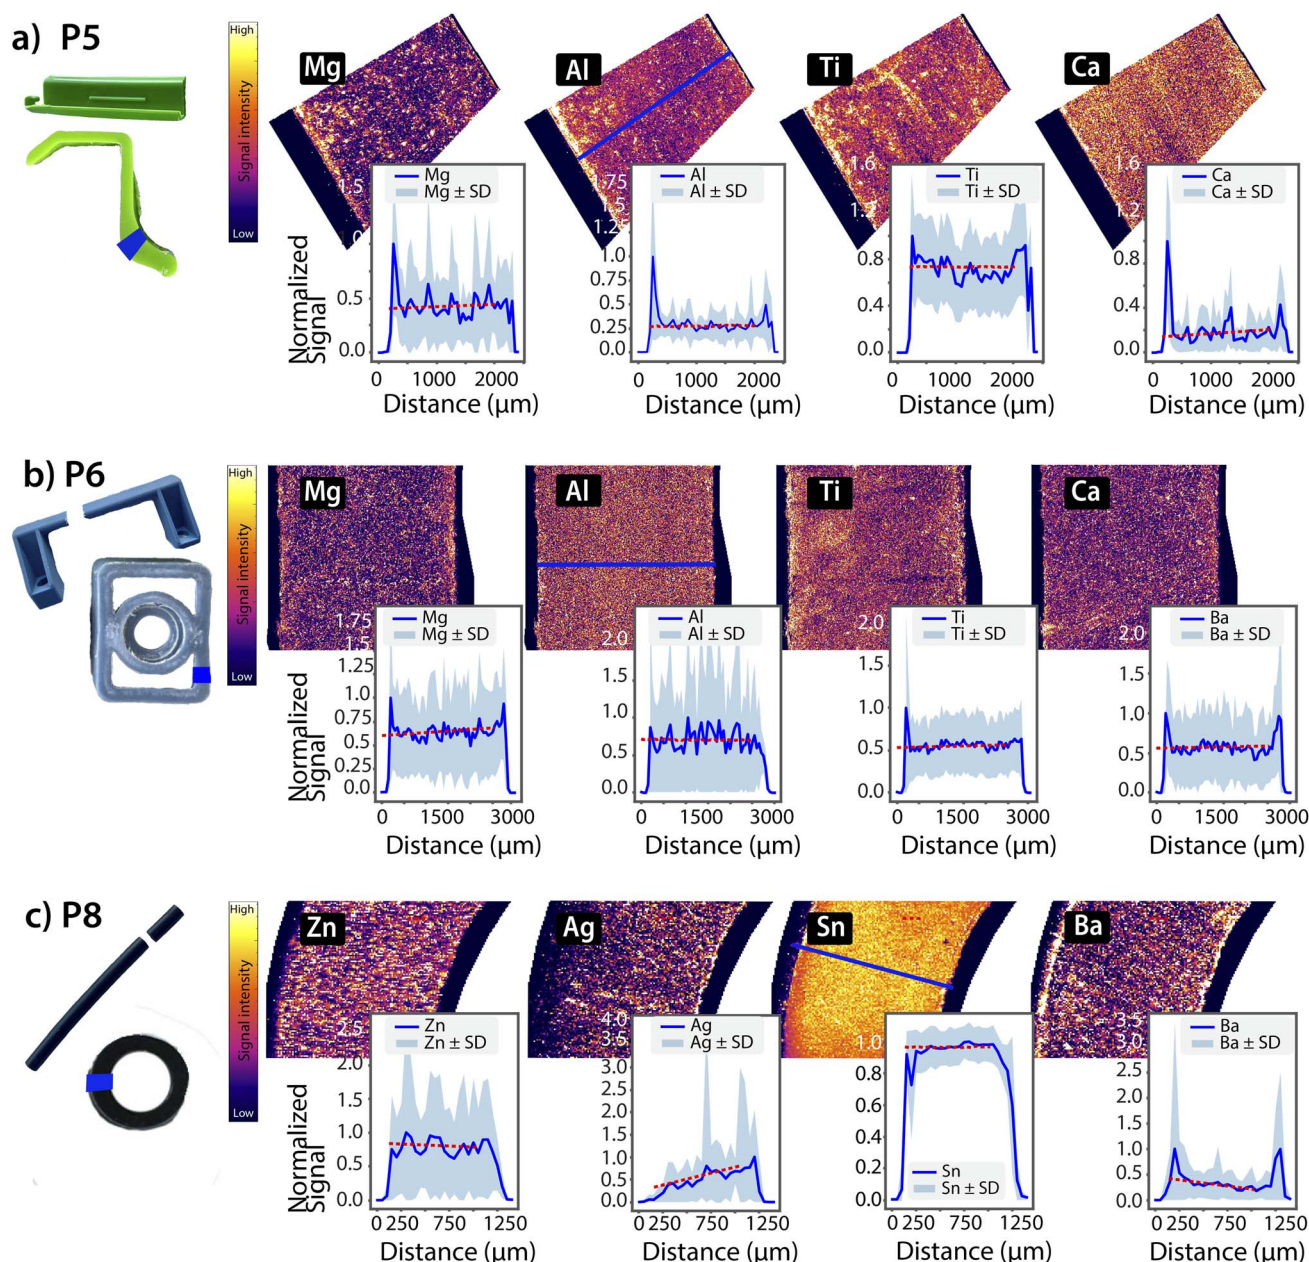 a) P5
High
Signal intensity
Low
Mg
Al
Ti
Ca
Normalized
Signal
1.5
1.0
0.5
0.0
Mg
Mg ± SD
0 1000 2000
Distance (µm)
1.75
1.5
1.25
1.0
0.75
0.5
0.25
0.0
Al
Al ± SD
0 1000 2000
Distance (µm)
1.6
1.2
0.8
0.4
0.0
Ti
Ti ± SD
0 1000 2000
Distance (µm)
1.6
1.2
0.8
0.4
0.0
Ca
Ca ± SD
0 1000 2000
Distance (µm)
b) P6
High
Signal intensity
Low
Mg
Al
Ti
Ca
Normalized
Signal
1.75
1.5
1.25
1.0
0.75
0.5
0.25
0.0
Mg
Mg ± SD
0 1500 3000
Distance (µm)
2.0
1.5
1.0
0.5
0.0
Al
Al ± SD
0 1500 3000
Distance (µm)
2.0
1.5
1.0
0.5
0.0
Ti
Ti ± SD
0 1500 3000
Distance (µm)
2.0
1.5
1.0
0.5
0.0
Ba
Ba ± SD
0 1500 3000
Distance (µm)
c) P8
High
Signal intensity
Low
Zn
Ag
Sn
Ba
Normalized
Signal
2.5
2.0
1.5
1.0
0.5
0.0
Zn
Zn ± SD
0 250 750 1250
Distance (µm)
4.0
3.5
3.0
2.5
2.0
1.5
1.0
0.5
0.0
Ag
Ag ± SD
0 250 750 1250
Distance (µm)
1.0
0.8
0.6
0.4
0.2
0.0
Sn
Sn ± SD
0 250 750 1250
Distance (µm)
3.5
3.0
2.5
2.0
1.5
1.0
0.5
0.0
Ba
Ba ± SD
0 250 750 1250
Distance (µm)